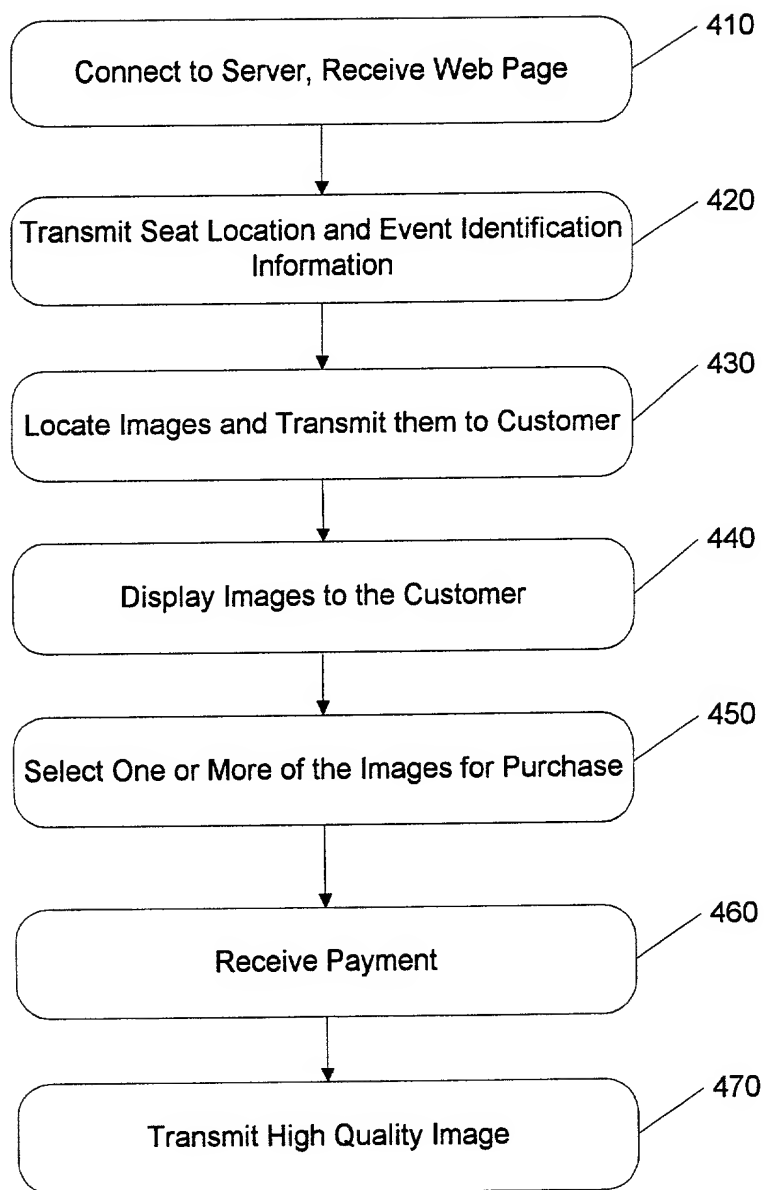 410
Connect to Server, Receive Web Page
420
Transmit Seat Location and Event Identification
Information
430
Locate Images and Transmit them to Customer
440
Display Images to the Customer
450
Select One or More of the Images for Purchase
460
Receive Payment
470
Transmit High Quality Image